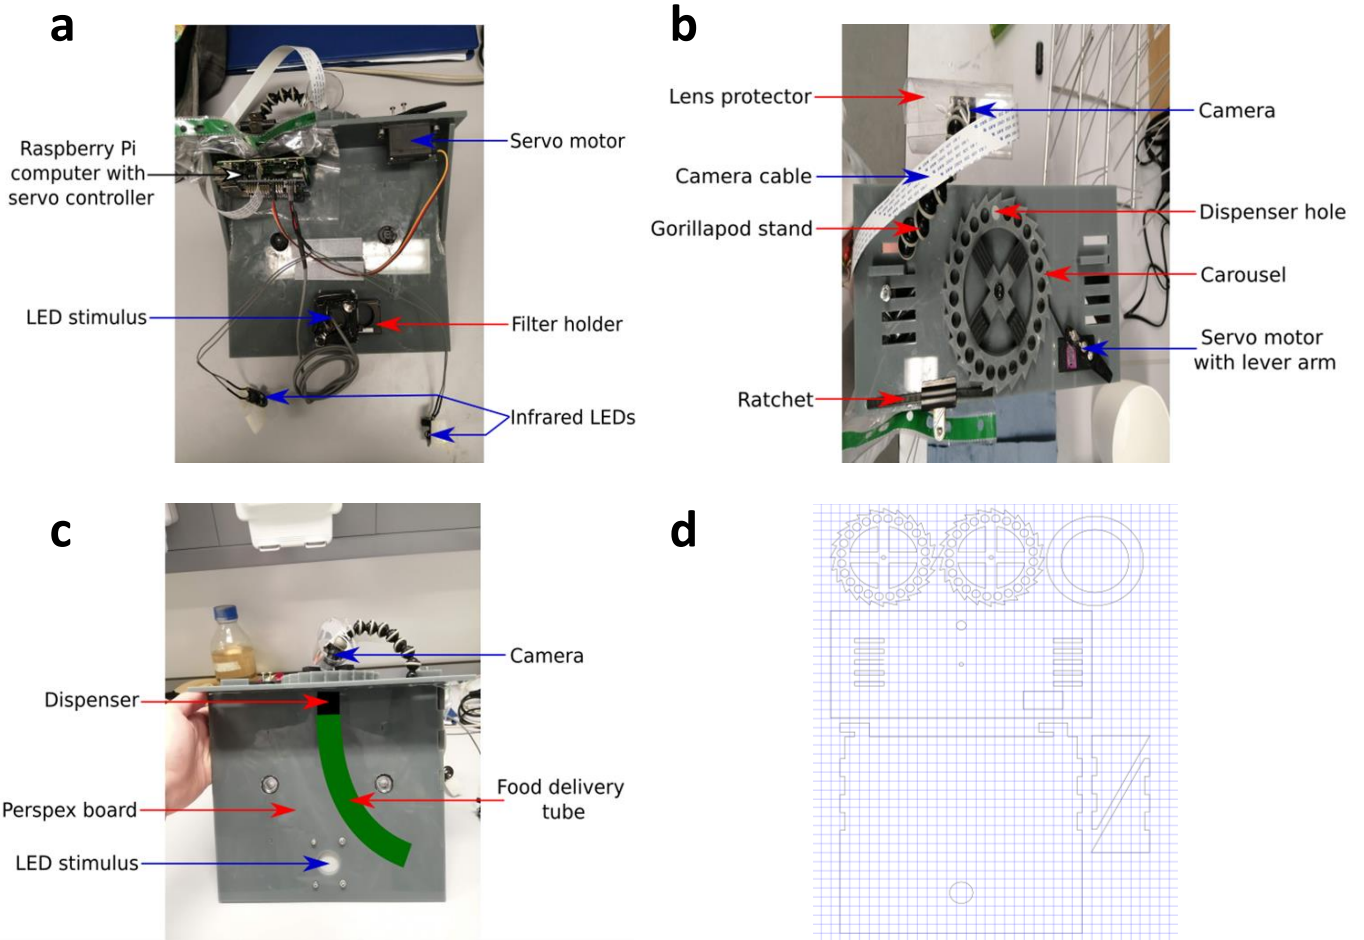 a
Raspberry Pi
computer with
servo controller
Servo motor
LED stimulus
Filter holder
Infrared LEDs
b
Lens protector
Camera
Camera cable
Dispenser hole
Gorillapod stand
Carousel
Servo motor
with lever arm
Ratchet
c
Camera
Dispenser
Food delivery
tube
Perspex board
LED stimulus
d